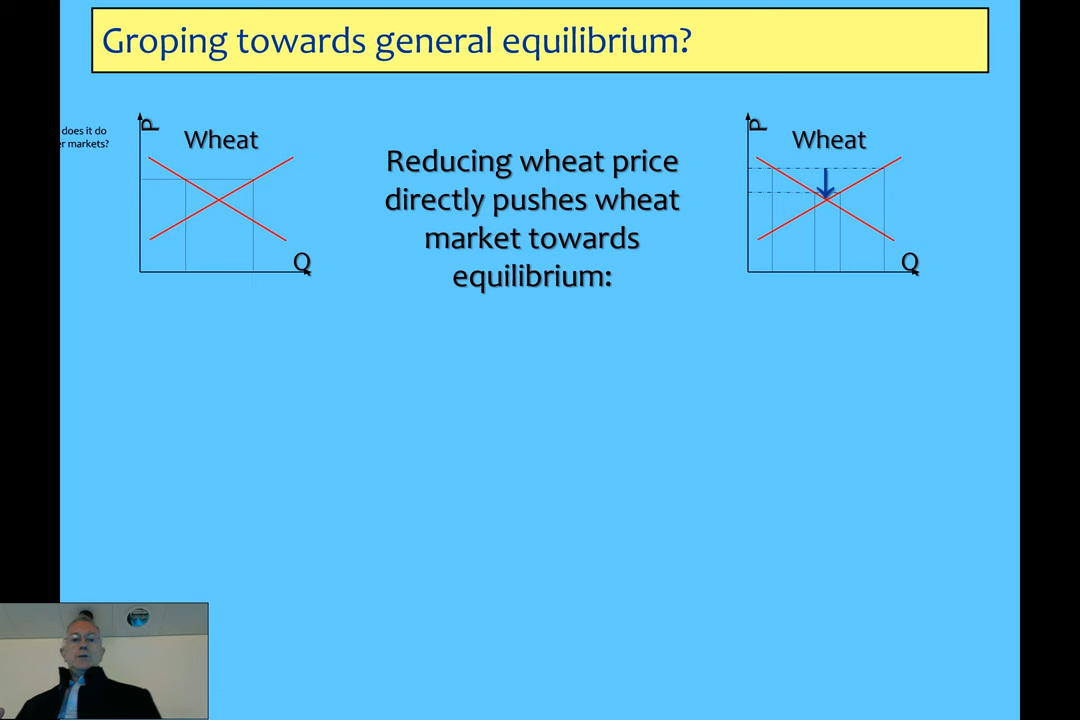 Groping towards general equilibrium?
does it do
markets?
P
Wheat
Q
Reducing wheat price
directly pushes wheat
market towards
equilibrium:
P
Wheat
Q